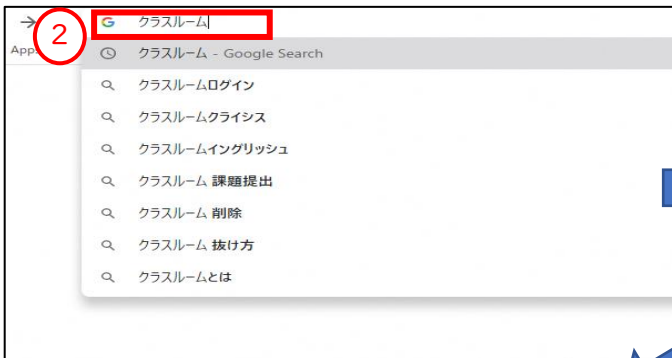 2
クラスルーム
App
クラスルーム - Google Search
クラスルームログイン
クラスルームクライシス
クラスルームイングリッシュ
クラスルーム 課題提出
クラスルーム 削除
クラスルーム 抜け方
クラスルームとは